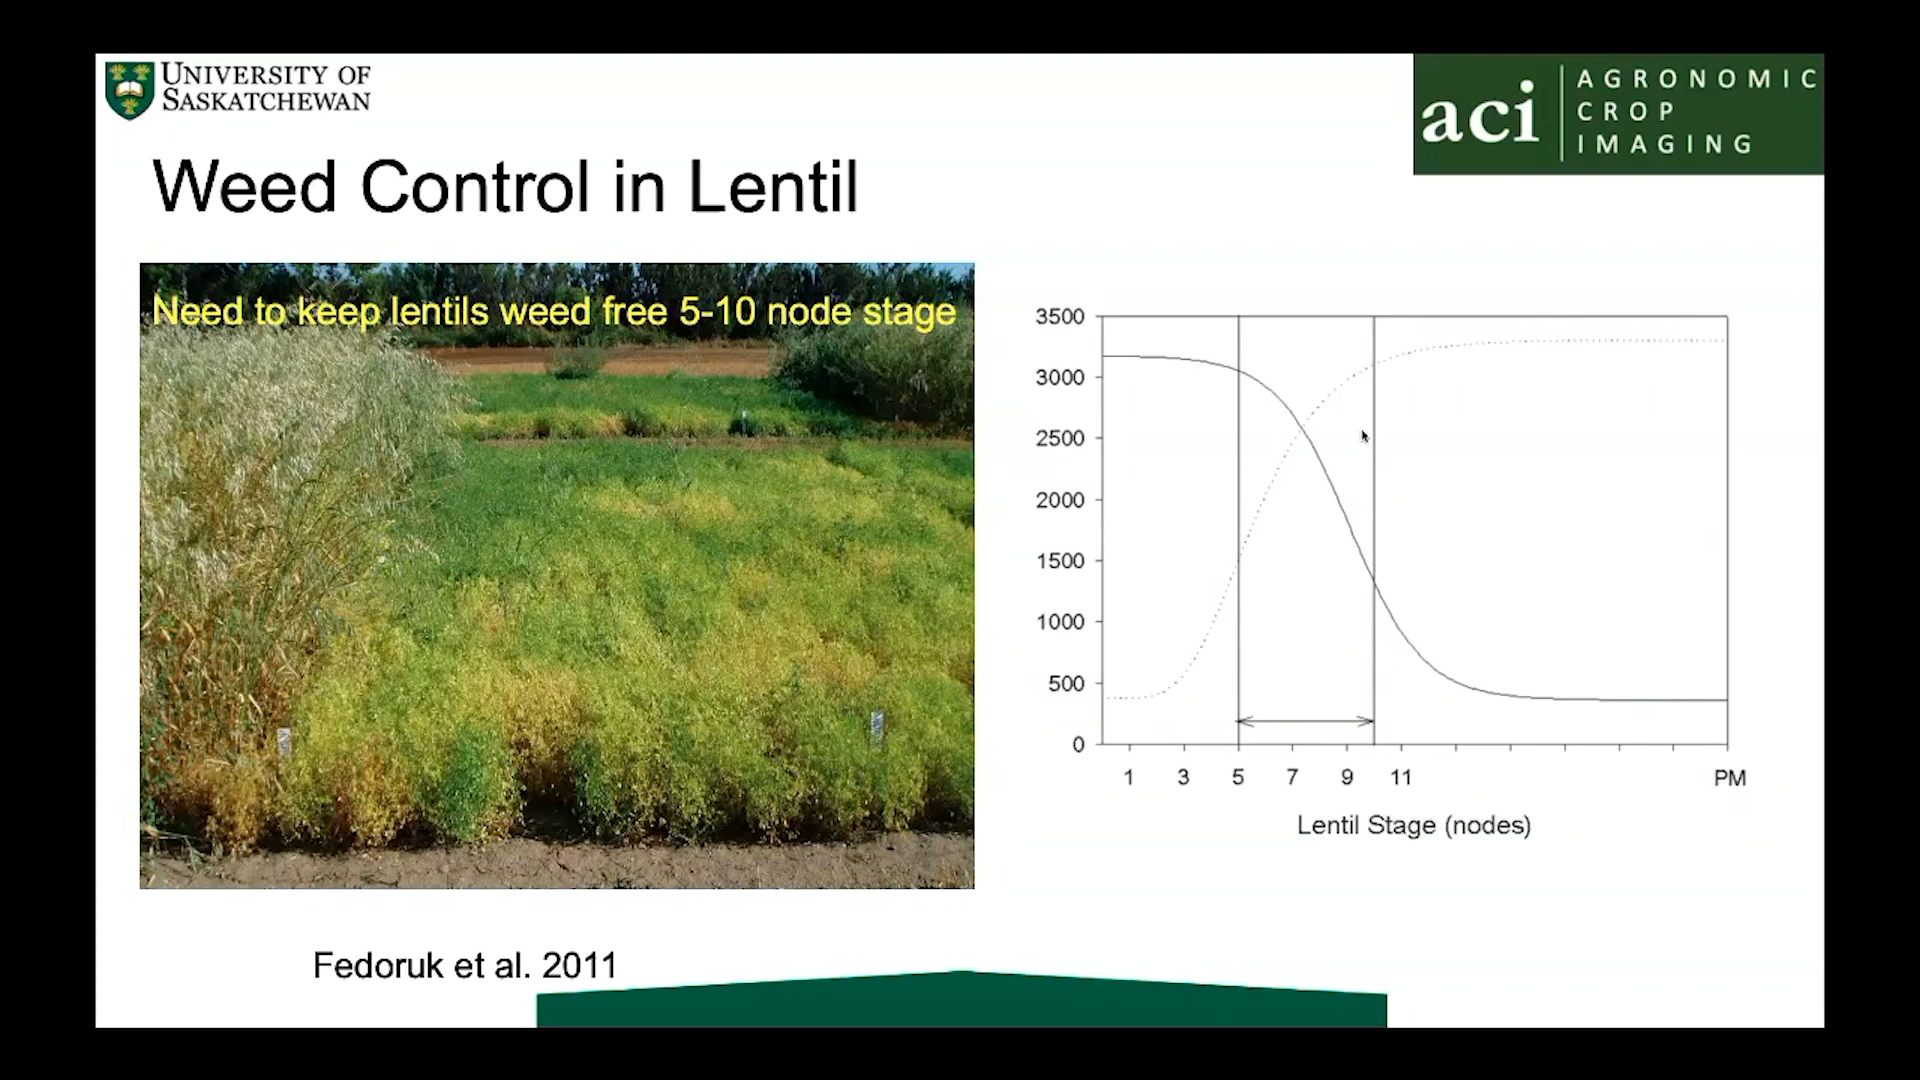 UNIVERSITY OF
SASKATCHEWAN
aci
AGRONOMIC
CROP
IMAGING
Weed Control in Lentil
Need to keep lentils weed free 5-10 node stage
3500
3000
2500
2000
1500
1000
500
0
1 3 5 7 9 11 PM
Lentil Stage (nodes)
Fedoruk et al. 2011